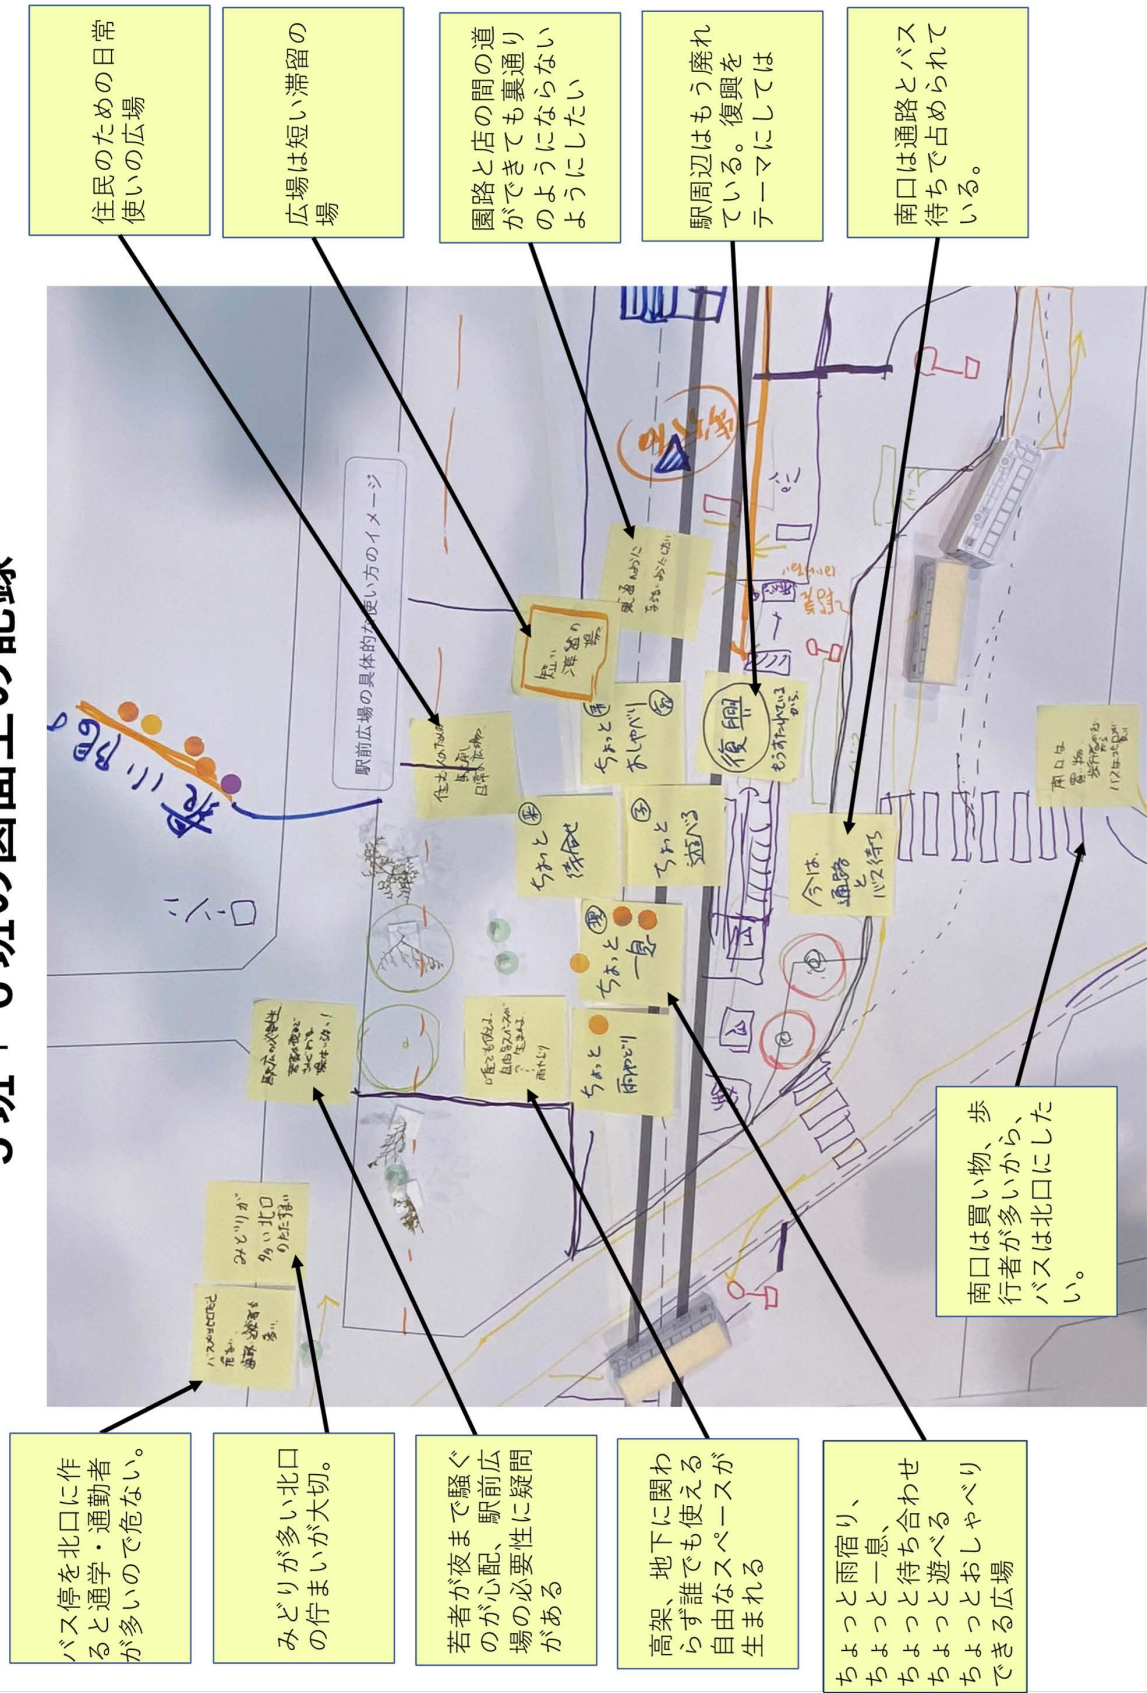 班の図面上の記録
バス停を北口に作
ると通学・通勤者
が多いので危ない。
みどりが多い北口
の佇まいが大切。
若者が夜まで騒ぐ
のが心配、駅前広
場の必要性に疑問
がある
高架、地下に関わ
らず誰でも使える
自由なスペースが
生まれる
ちょっと雨宿り、
ちょっと一息、
ちょっと待ち合わせ
ちょっと遊べる
ちょっとおしゃべり
できる広場
みどりが
多い北口
のたたずまい
駅前広場の具体的な使い方のイメージ
ちょっと
雨やどり
ちょっと
一息
ちょっと
待合せ
ちょっと
遊べる
ちょっと
おしゃべり
短い
滞留の
場
復興
もうすたれている
から、
今は、
通路
と
バス待ち
南口は
住民のための日常
使いの広場
広場は短い滞留の
場
園路と店の間の道
ができても裏通り
のようにならない
ようにしたい
駅周辺はもう廃れ
ている。復興を
テーマにしては
南口は通路とバス
待ちで占められて
いる。
南口は買い物、歩
行者が多いから、
バスは北口にした
い。